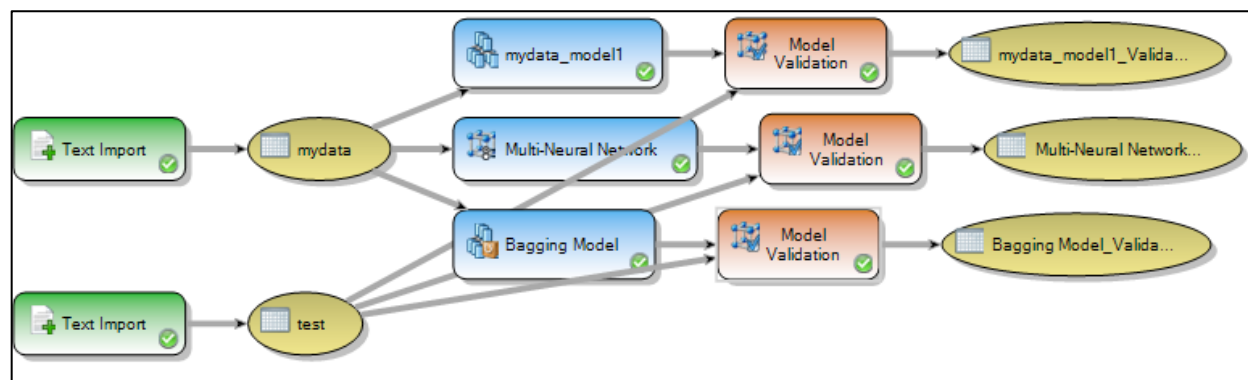 mydata_model1
Model
Validation
mydata_model1_Valida...
Text Import
mydata
Multi-Neural Network
Model
Validation
Multi-Neural Network...
Bagging Model
Model
Validation
Bagging Model_Valida...
Text Import
test